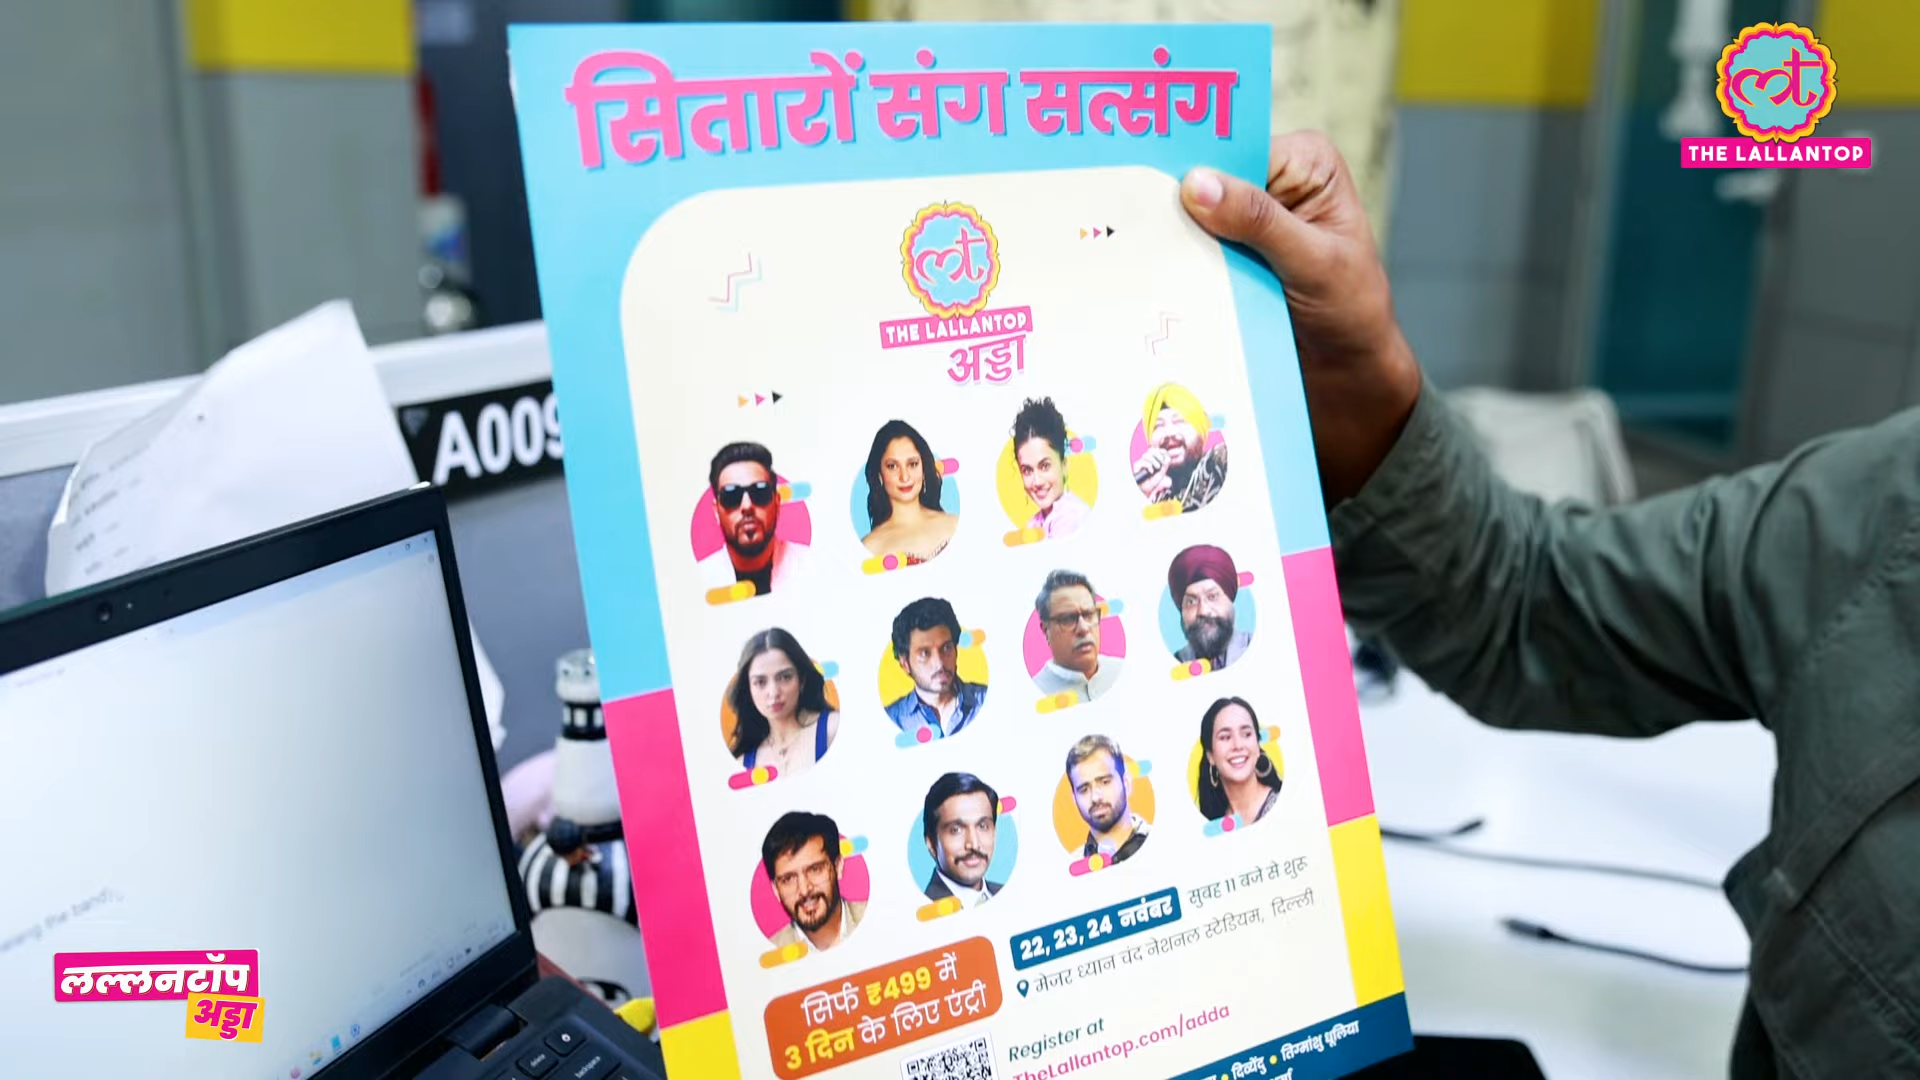 सितारों संग सत्संग
THE LALLANTOP
THE LALLANTOP
अड्डा
A009
22, 23, 24 नवंबर सुबह 11 बजे से शुरू
मेजर ध्यान चंद नेशनल स्टेडियम, दिल्ली
सिर्फ ₹499 में
3 दिन के लिए एंट्री
Register at
TheLallantop.com/adda
दिव्येंदु • तिग्मांशु धूलिया
लल्लनटॉप
अड्डा